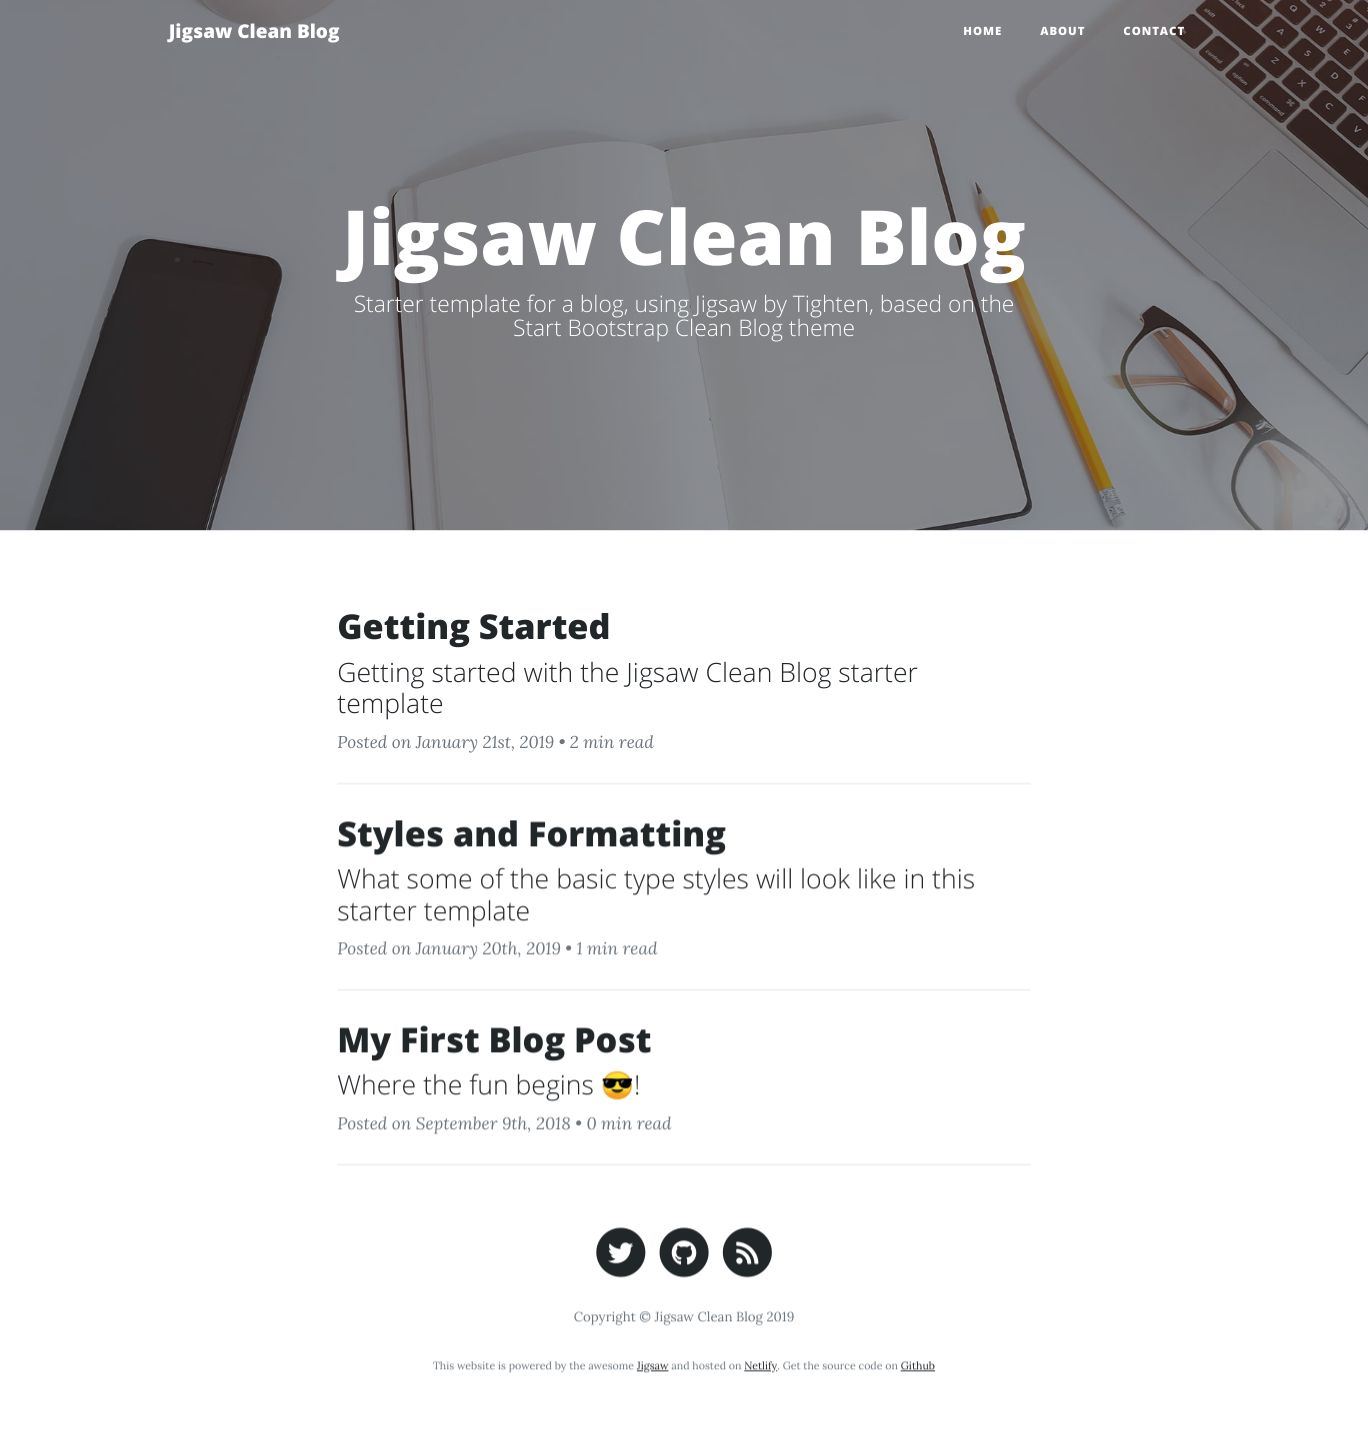 Jigsaw Clean Blog
HOME ABOUT CONTACT
Jigsaw Clean Blog
Starter template for a blog, using Jigsaw by Tighten, based on the
Start Bootstrap Clean Blog theme
Getting Started
Getting started with the Jigsaw Clean Blog starter
template
Posted on January 21st, 2019 • 2 min read
Styles and Formatting
What some of the basic type styles will look like in this
starter template
Posted on January 20th, 2019 • 1 min read
My First Blog Post
Where the fun begins 😎!
Posted on September 9th, 2018 • 0 min read
Copyright © Jigsaw Clean Blog 2019
This website is powered by the awesome Jigsaw and hosted on Netlify. Get the source code on Github